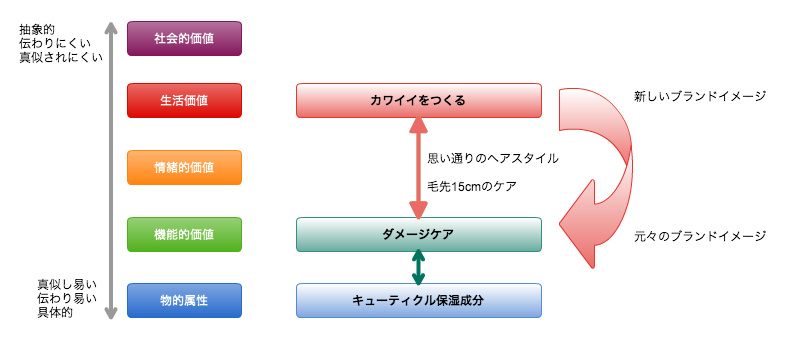 抽象的
伝わりにくい
真似されにくい
社会的価値
生活価値
カワイイをつくる
新しいブランドイメージ
情緒的価値
思い通りのヘアスタイル
毛先15cmのケア
機能的価値
ダメージケア
元々のブランドイメージ
真似し易い
伝わり易い
具体的
物的属性
キューティクル保湿成分